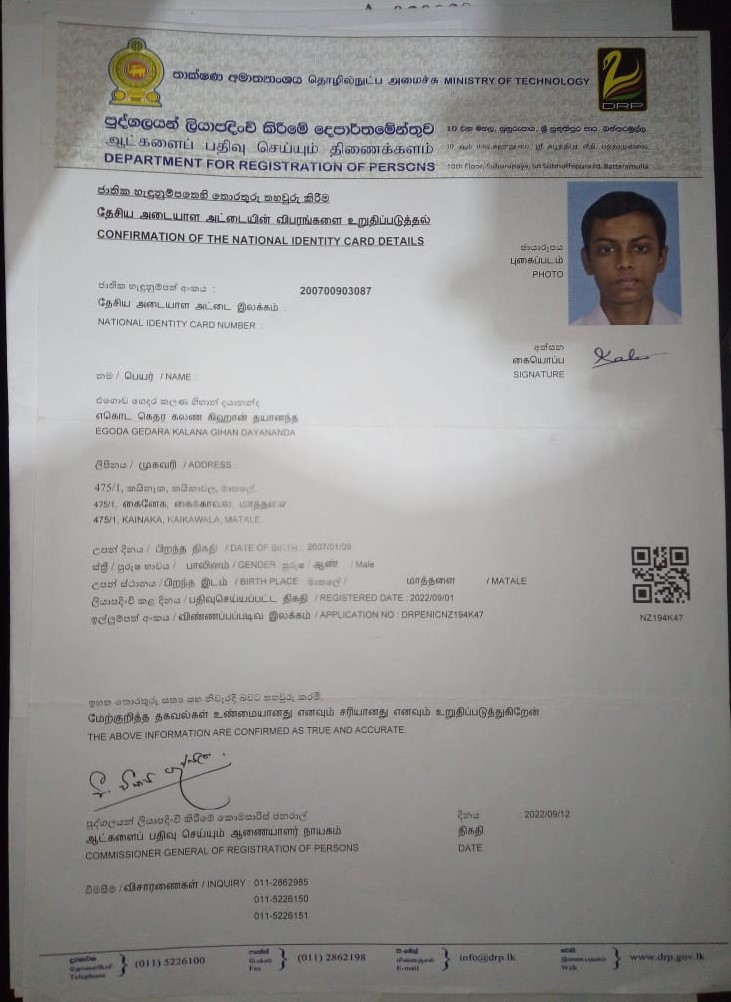 තාක්ෂණ අමාත්‍යාංශය தொழில்நுட்ப அமைச்சு MINISTRY OF TECHNOLOGY
DRP
පුද්ගලයන් ලියාපදිංචි කිරීමේ දෙපාර්තමේන්තුව
ஆட்களைப் பதிவு செய்யும் திணைக்களம்
DEPARTMENT FOR REGISTRATION OF PERSONS
10 වන මහල, සුහුරුපාය, ශ්‍රී සුභූතිපුර පාර, බත්තරමුල්ල
10th Floor, Suhurupaya, Sri Subhuthipura rd, Battaramulla
ජාතික හැඳුනුම්පතෙහි තොරතුරු තහවුරු කිරීම
தேசிய அடையாள அட்டையின் விபரங்களை உறுதிப்படுத்தல்
CONFIRMATION OF THE NATIONAL IDENTITY CARD DETAILS
ඡායාරූපය
புகைப்படம்
PHOTO
ජාතික හැඳුනුම්පත් අංකය :
தேசிய அடையாள அட்டை இலக்கம் :
NATIONAL IDENTITY CARD NUMBER :
200700903087
අත්සන
கையொப்ப
SIGNATURE
නම / பெயர் / NAME :
එගොඩ ගෙදර කලණ ගිහාන් දයානන්ද
எகொட கெதர கலண கிஹான் தயானந்த
EGODA GEDARA KALANA GIHAN DAYANANDA
ලිපිනය / முகவரி / ADDRESS :
475/1, කයිනැක, කයිකාවල, මාතලේ.
475/1, கைனேக, கைக்காவல, மாத்தளை
475/1, KAINAKA, KAIKAWALA, MATALE.
උපන් දිනය / பிறந்த திகதி / DATE OF BIRTH : 2007/01/09
ස්ත්‍රී / පුරුෂ භාවය / பாலினம் / GENDER පුරුෂ / ஆண் / Male
උපන් ස්ථානය / பிறந்த இடம் / BIRTH PLACE : මාතලේ / மாத்தளை / MATALE
ලියාපදිංචි කළ දිනය / பதிவுசெய்யப்பட்ட திகதி / REGISTERED DATE : 2022/09/01
ඉල්ලුම්පත් අංකය / விண்ணப்பப்படிவ இலக்கம் / APPLICATION NO : DRPENICNZ194K47
NZ194K47
ඉහත තොරතුරු සත්‍ය සහ නිවැරදි බවට තහවුරු කරමි.
மேற்குறித்த தகவல்கள் உண்மையானது எனவும் சரியானது எனவும் உறுதிப்படுத்துகிறேன்
THE ABOVE INFORMATION ARE CONFIRMED AS TRUE AND ACCURATE.
පුද්ගලයන් ලියාපදිංචි කිරීමේ කොමසාරිස් ජනරාල්
ஆட்களைப் பதிவு செய்யும் ஆணையாளர் நாயகம்
COMMISSIONER GENERAL OF REGISTRATION OF PERSONS
දිනය : 2022/09/12
திகதி
DATE
විමසීම / விசாரணைகள் / INQUIRY : 011-2862985
011-5226150
011-5226151
දුරකථන
தொலைபேசி
Telephone
(011) 5226100
ෆැක්ස්
பெக்ஸ்
Fax
(011) 2862198
ඊ-මේල්
மின்னஞ்சல்
E-mail
info@drp.lk
වෙබ්
இணையதளம்
Web
www.drp.gov.lk